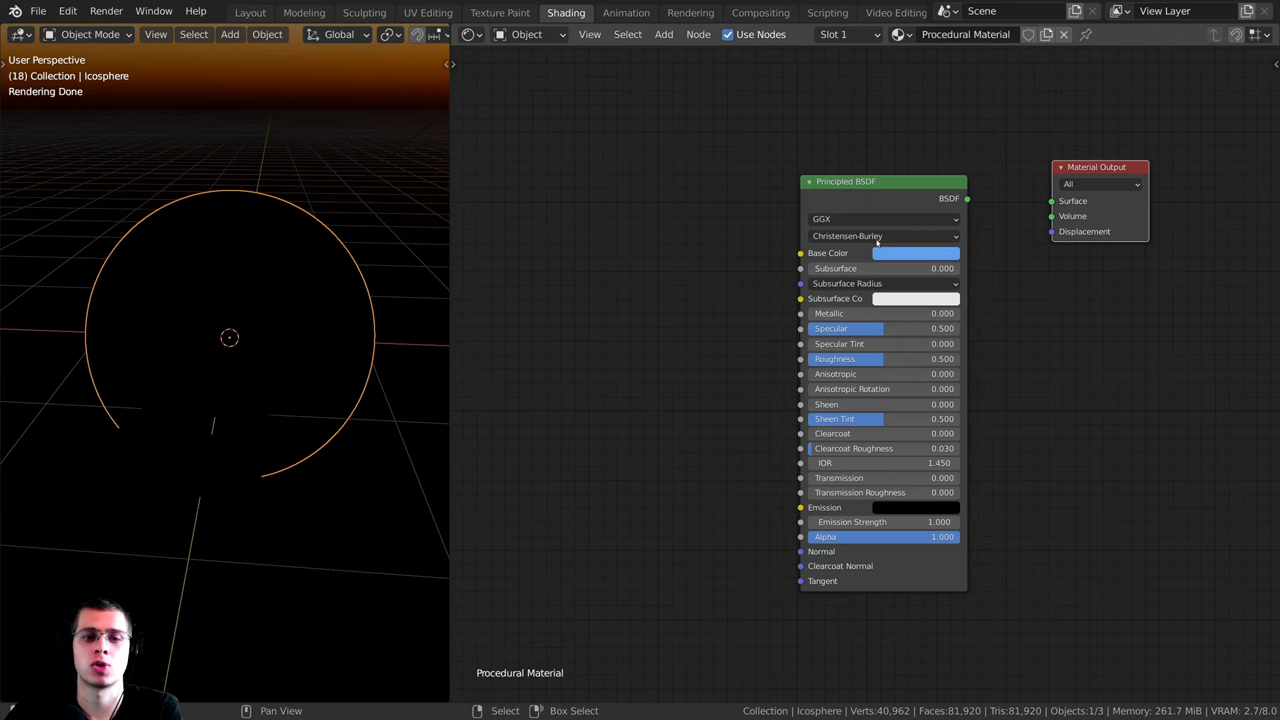 File Edit Render Window Help Layout Modeling Sculpting UV Editing Texture Paint Shading Animation Rendering Compositing Scripting Video Editing Scene View Layer
Object Mode View Select Add Object Global Object View Select Add Node Use Nodes Slot 1 Procedural Material
User Perspective
(18) Collection | Icosphere
Rendering Done
Material Output
All
Surface
Volume
Displacement
Principled BSDF
BSDF
GGX
Christensen-Burley
Base Color
Subsurface 0.000
Subsurface Radius
Subsurface Co
Metallic 0.000
Specular 0.500
Specular Tint 0.000
Roughness 0.500
Anisotropic 0.000
Anisotropic Rotation 0.000
Sheen 0.000
Sheen Tint 0.500
Clearcoat 0.000
Clearcoat Roughness 0.030
IOR 1.450
Transmission 0.000
Transmission Roughness 0.000
Emission
Emission Strength 1.000
Alpha 1.000
Normal
Clearcoat Normal
Tangent
Procedural Material
Pan View Select Box Select Collection | Icosphere | Verts:40,962 | Faces:81,920 | Tris:81,920 | Objects:1/3 | Memory: 261.7 MiB | VRAM: 2.7/8.0